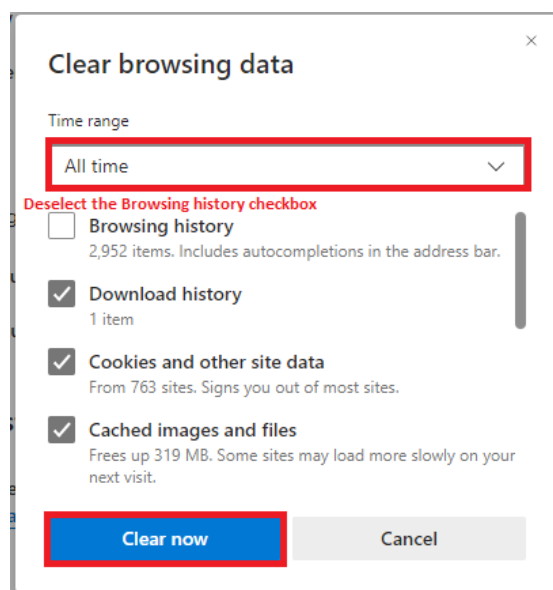 Clear browsing data
Time range
All time
Deselect the Browsing history checkbox
Browsing history
2,952 items. Includes autocompletions in the address bar.
Download history
1 item
Cookies and other site data
From 763 sites. Signs you out of most sites.
Cached images and files
Frees up 319 MB. Some sites may load more slowly on your
next visit.
Clear now
Cancel